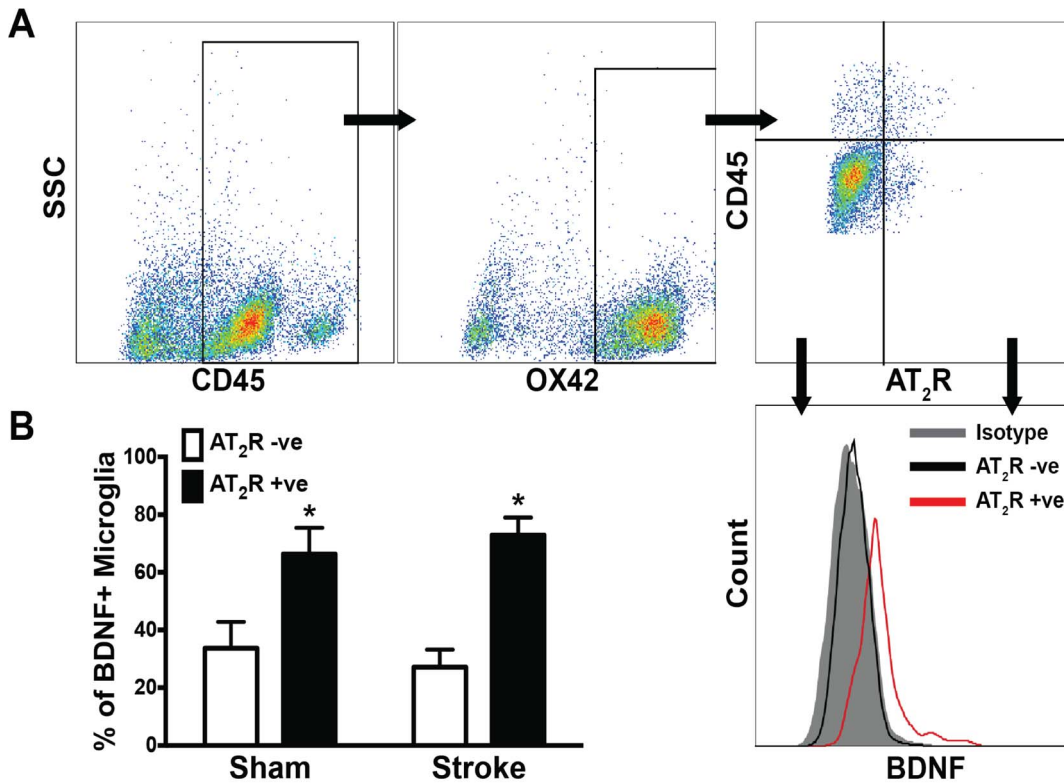 A
SSC
CD45
OX42
CD45
AT₂R
B
AT₂R -ve
AT₂R +ve
% of BDNF+ Microglia
100
80
60
40
20
0
*
*
Sham
Stroke
Isotype
AT₂R -ve
AT₂R +ve
Count
BDNF